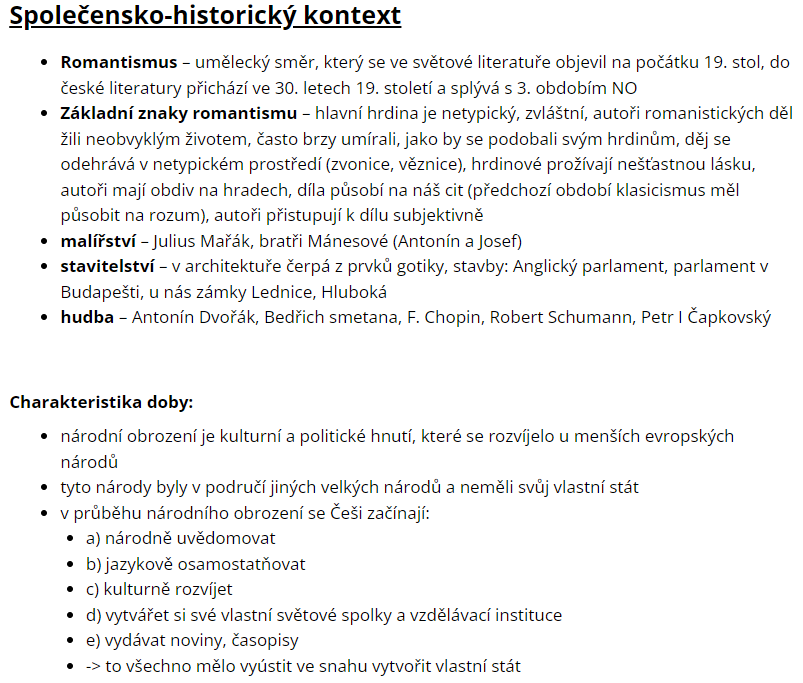 Společensko-historický kontext
Romantismus – umělecký směr, který se ve světové literatuře objevil na počátku 19. stol, do
české literatury přichází ve 30. letech 19. století a splývá s 3. obdobím NO
Základní znaky romantismu – hlavní hrdina je netypický, zvláštní, autoři romanistických děl
žili neobvyklým životem, často brzy umírali, jako by se podobali svým hrdinům, děj se
odehrává v netypickém prostředí (zvonice, věznice), hrdinové prožívají nešťastnou lásku,
autoři mají obdiv na hradech, díla působí na náš cit (předchozí období klasicismus měl
působit na rozum), autoři přistupují k dílu subjektivně
malířství – Julius Mařák, bratři Mánesové (Antonín a Josef)
stavitelství – v architektuře čerpá z prvků gotiky, stavby: Anglický parlament, parlament v
Budapešti, u nás zámky Lednice, Hluboká
hudba – Antonín Dvořák, Bedřich smetana, F. Chopin, Robert Schumann, Petr I Čapkovský
Charakteristika doby:
národní obrození je kulturní a politické hnutí, které se rozvíjelo u menších evropských
národů
tyto národy byly v područí jiných velkých národů a neměli svůj vlastní stát
v průběhu národního obrození se Češi začínají:
a) národně uvědomovat
b) jazykově osamostatňovat
c) kulturně rozvíjet
d) vytvářet si své vlastní světové spolky a vzdělávací instituce
e) vydávat noviny, časopisy
-> to všechno mělo vyústit ve snahu vytvořit vlastní stát